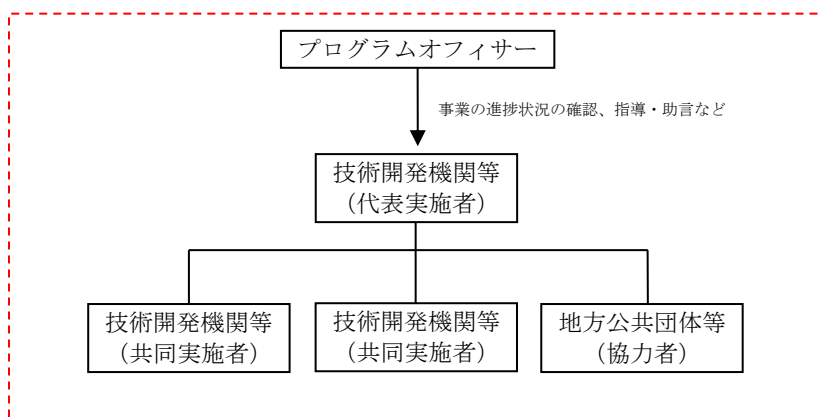 プログラムオフィサー
事業の進捗状況の確認、指導・助言など
技術開発機関等
（代表実施者）
技術開発機関等
（共同実施者）
技術開発機関等
（共同実施者）
地方公共団体等
（協力者）